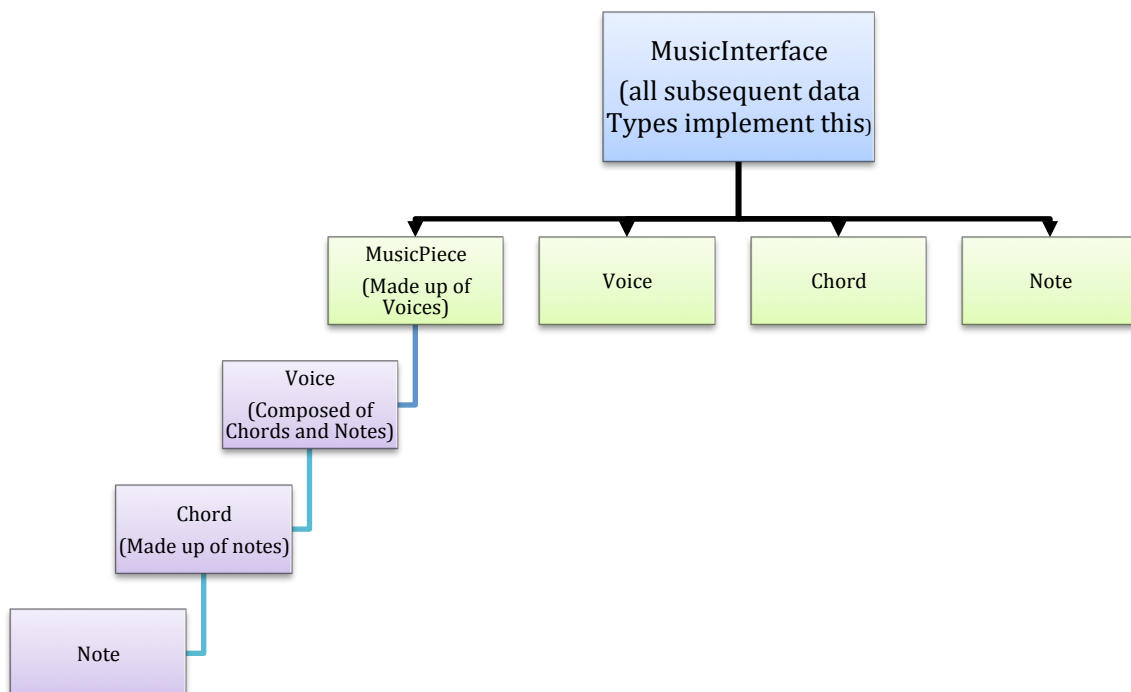 MusicInterface
(all subsequent data
Types implement this)
MusicPiece
(Made up of
Voices)
Voice
Chord
Note
Voice
(Composed of
Chords and Notes)
Chord
(Made up of notes)
Note